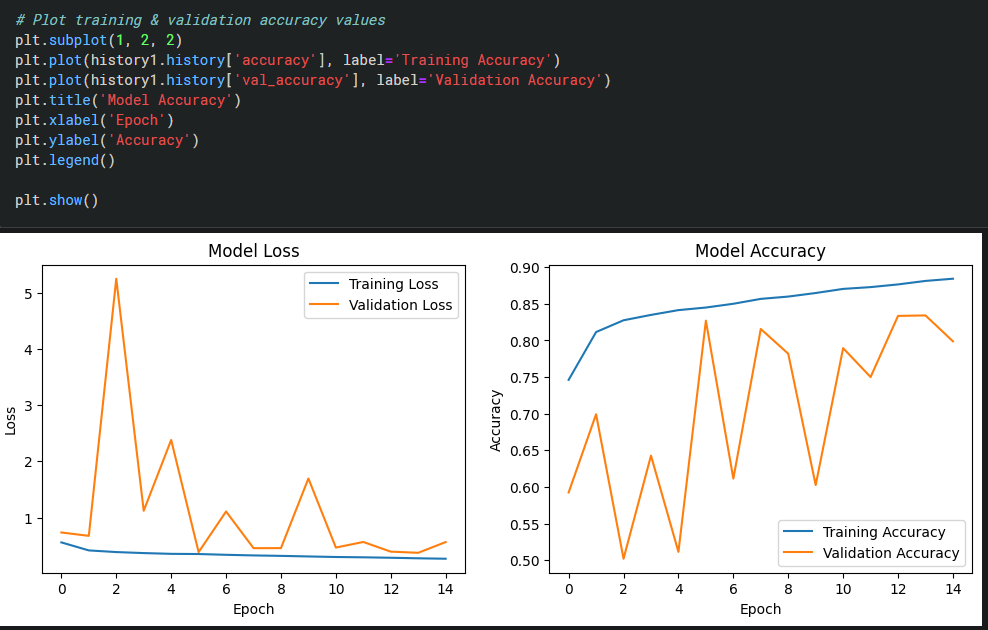 # Plot training & validation accuracy values
plt.subplot(1, 2, 2)
plt.plot(history1.history['accuracy'], label='Training Accuracy')
plt.plot(history1.history['val_accuracy'], label='Validation Accuracy')
plt.title('Model Accuracy')
plt.xlabel('Epoch')
plt.ylabel('Accuracy')
plt.legend()
plt.show()
Model Loss
Training Loss
Validation Loss
5
4
3
2
1
Loss
0 2 4 6 8 10 12 14
Epoch
Model Accuracy
0.90
0.85
0.80
0.75
0.70
0.65
0.60
0.55
0.50
Accuracy
Training Accuracy
Validation Accuracy
0 2 4 6 8 10 12 14
Epoch